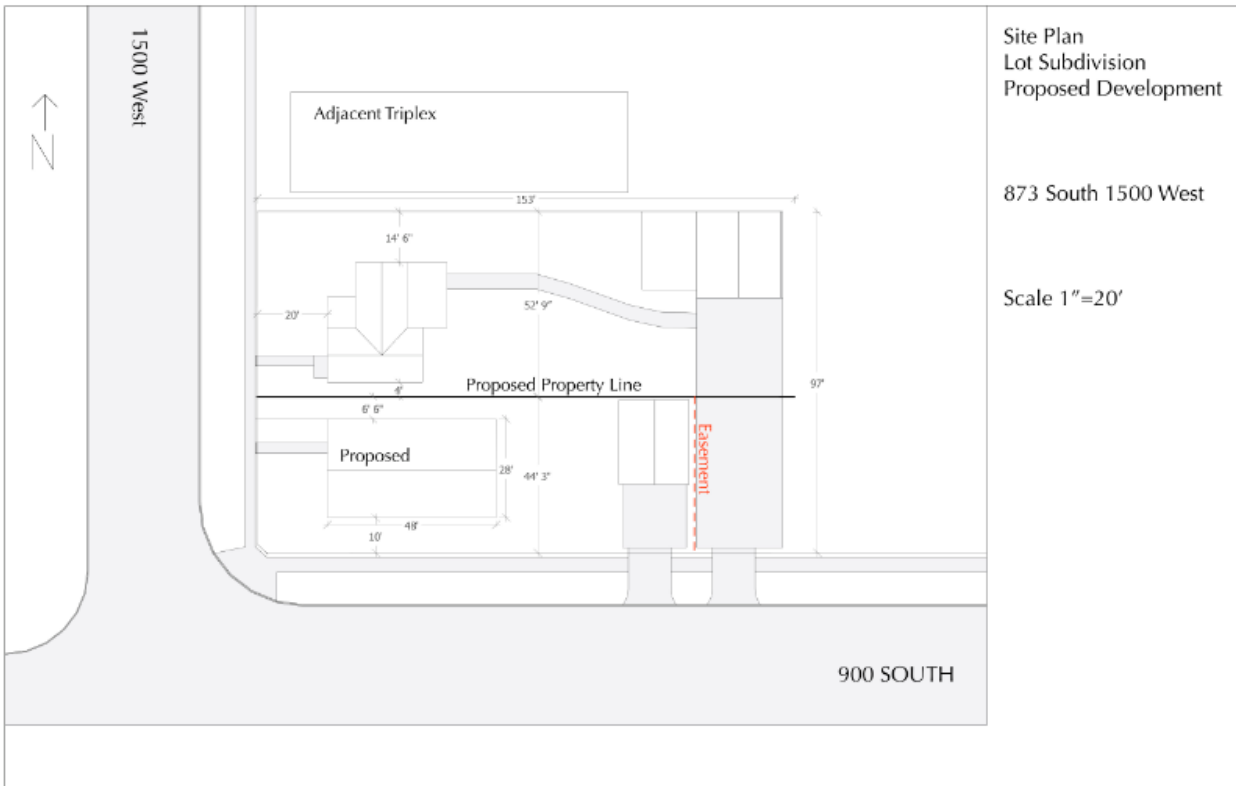 Site Plan
Lot Subdivision
Proposed Development
873 South 1500 West
Scale 1"=20'
1500 West
N
Adjacent Triplex
153'
14' 6"
20'
52' 9"
97'
4'
Proposed Property Line
6' 6"
Proposed
28'
44' 3"
Easement
48'
10'
900 SOUTH